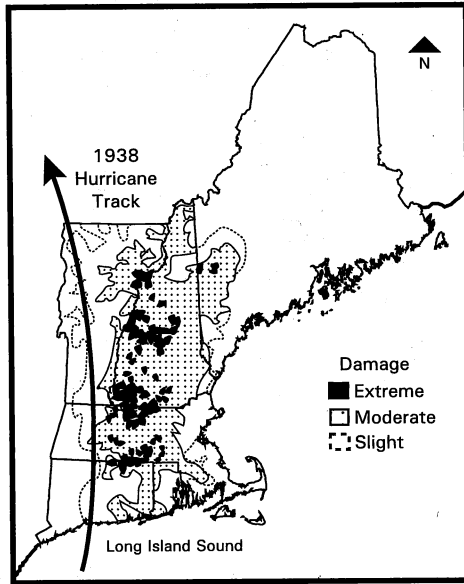 N
1938
Hurricane
Track
Damage
Extreme
Moderate
Slight
Long Island Sound